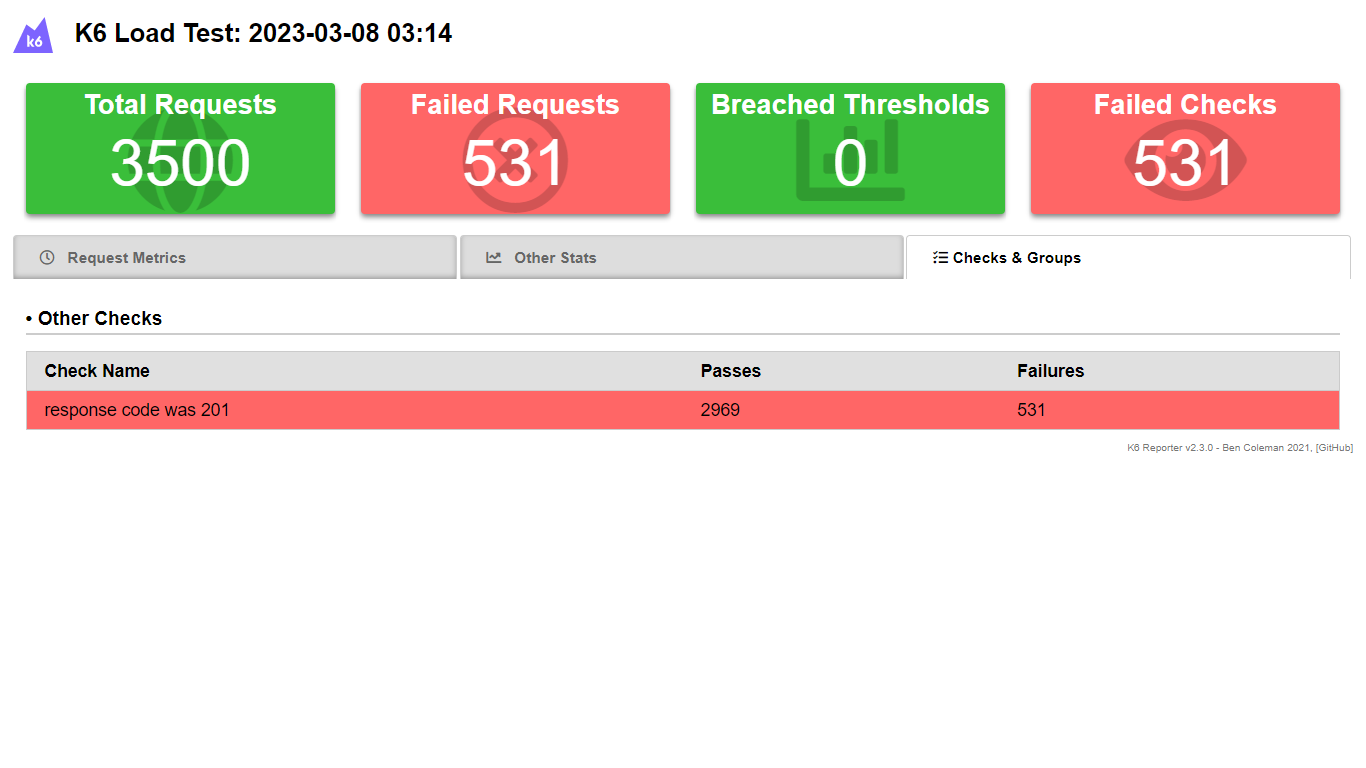 k6
K6 Load Test: 2023-03-08 03:14
Total Requests
3500
Failed Requests
531
Breached Thresholds
0
Failed Checks
531
Request Metrics
Other Stats
Checks & Groups
• Other Checks
Check Name Passes Failures
response code was 201 2969 531
K6 Reporter v2.3.0 - Ben Coleman 2021, [GitHub]